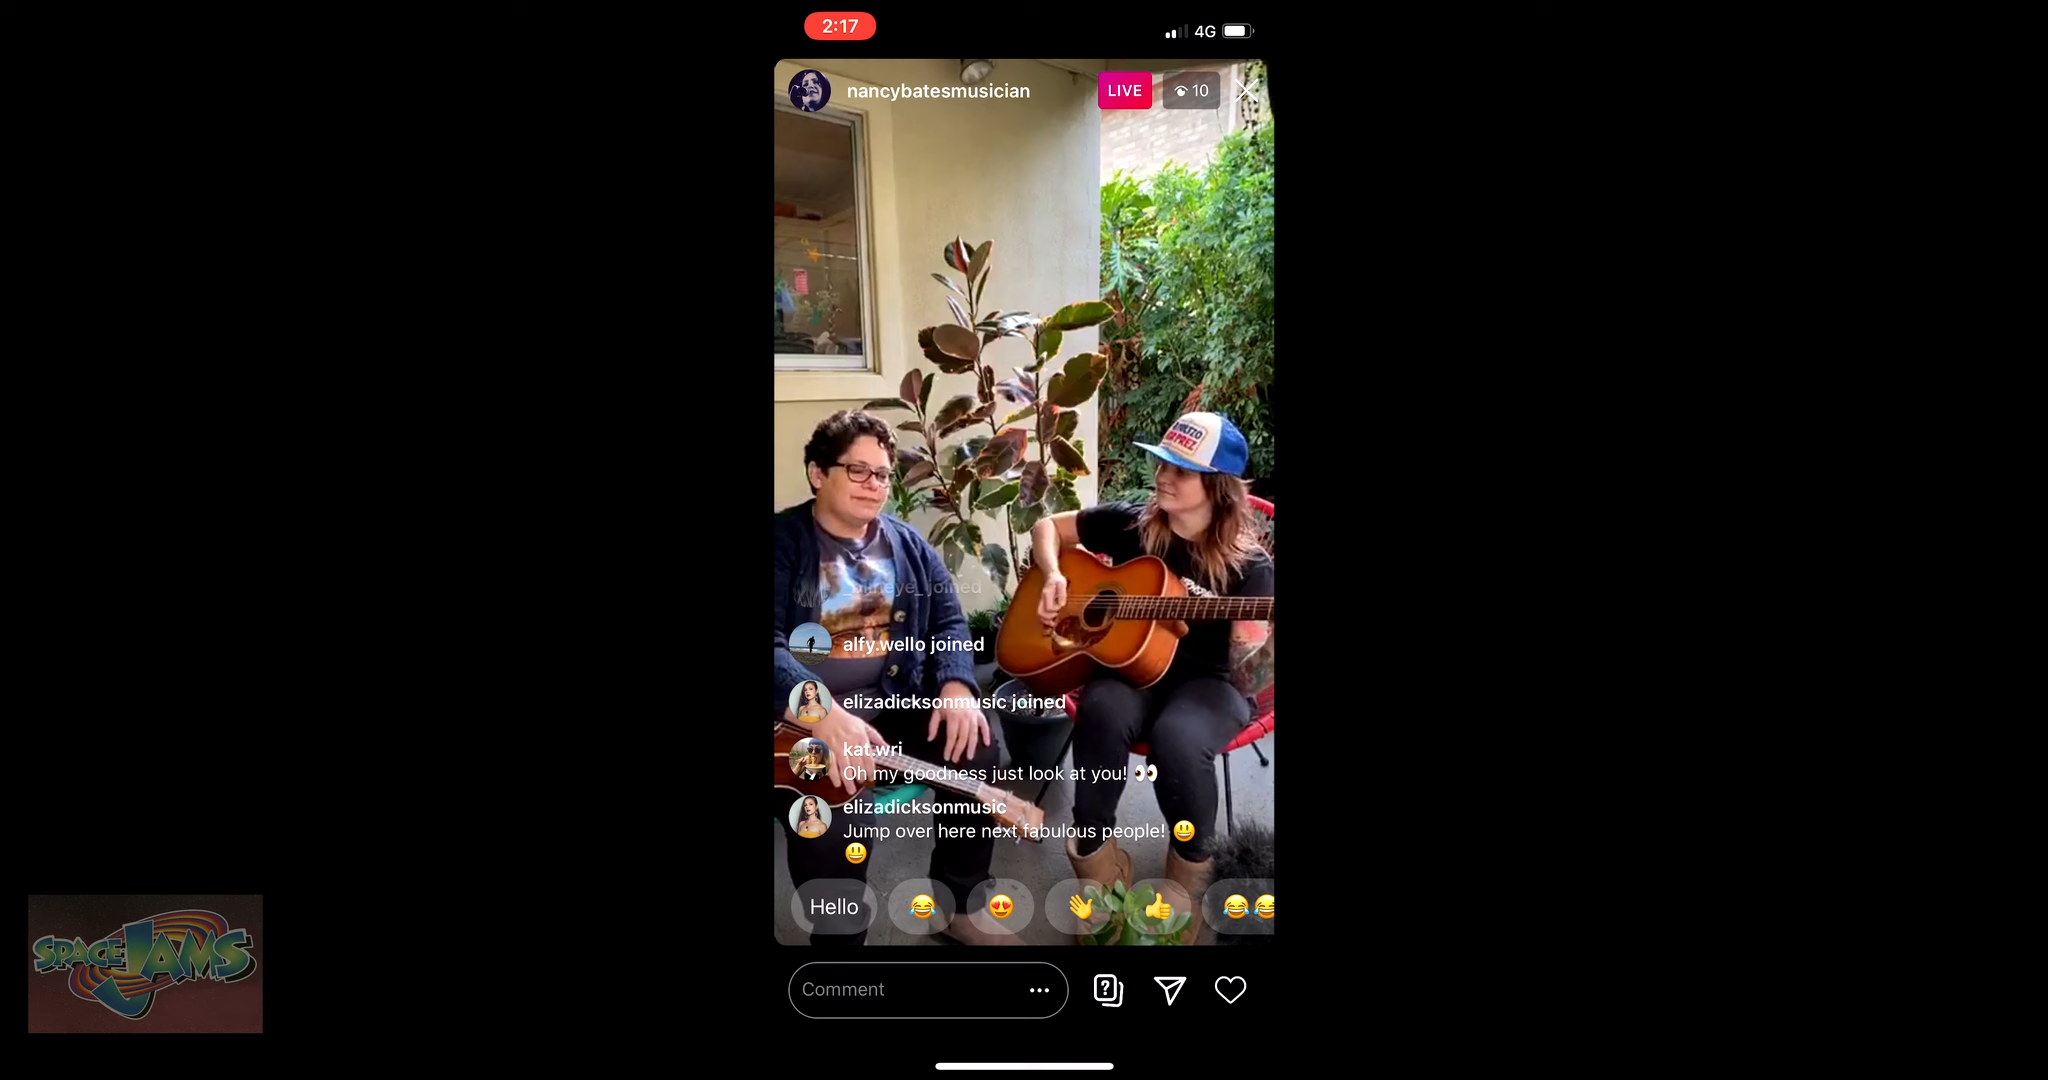 2:17
4G
nancybatesmusician
LIVE
10
joined
alfy.wello joined
elizadicksonmusic joined
kat.wri
Oh my goodness just look at you! 👀
elizadicksonmusic
Jump over here next fabulous people! 😃
😃
Hello 😂 😍 👋 👍 😂😂
Comment
SPACE JAMS